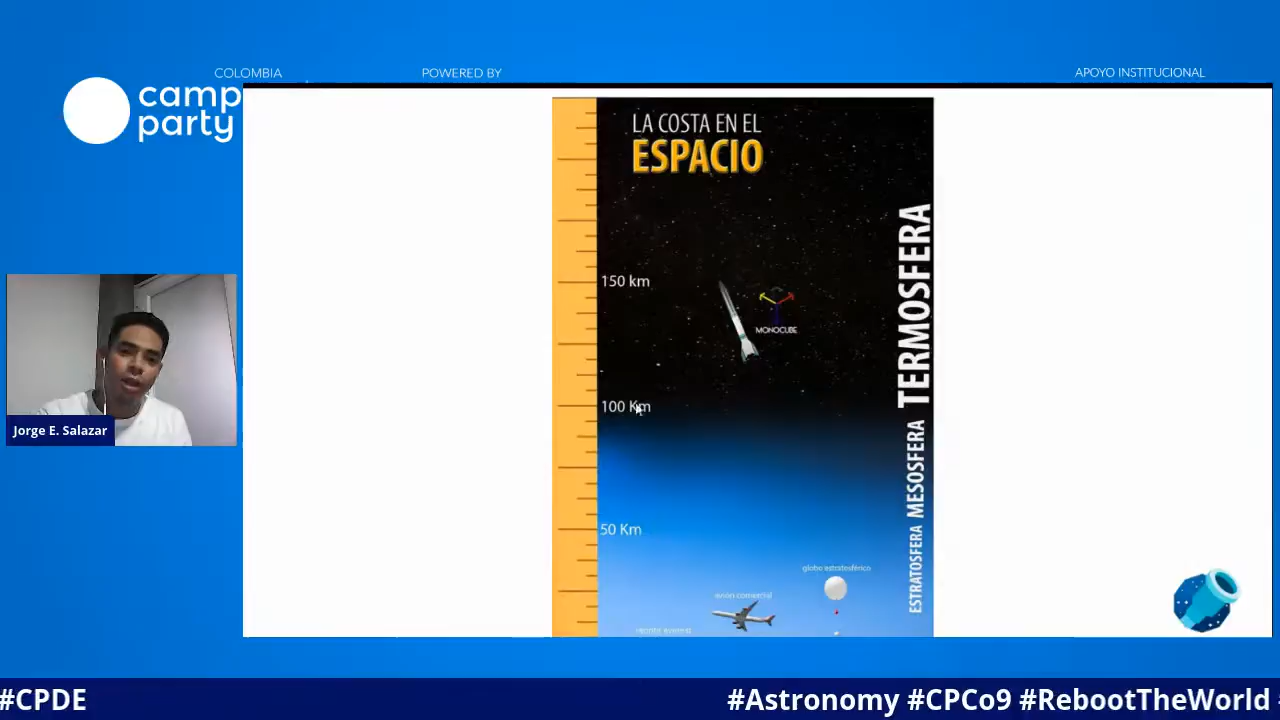 COLOMBIA
POWERED BY
APOYO INSTITUCIONAL
camp
party
LA COSTA EN EL
ESPACIO
TERMOSFERA
150 km
MONOCUBE
100 Km
MESOSFERA
50 Km
ESTRATOSFERA
globo estratosférico
avión comercial
Jorge E. Salazar
#CPDE
#Astronomy #CPCo9 #RebootTheWorld